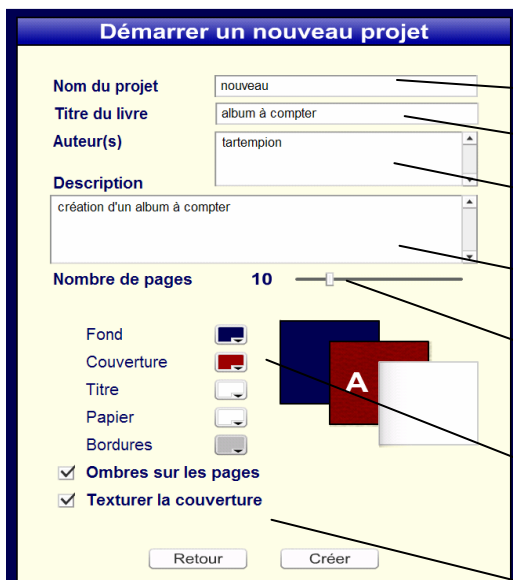 Démarrer un nouveau projet
Nom du projet nouveau
Titre du livre album à compter
Auteur(s) tartempion
Description
création d'un album à compter
Nombre de pages 10
Fond
Couverture
A
Titre
Papier
Bordures
Ombres sur les pages
Texturer la couverture
Retour Créer